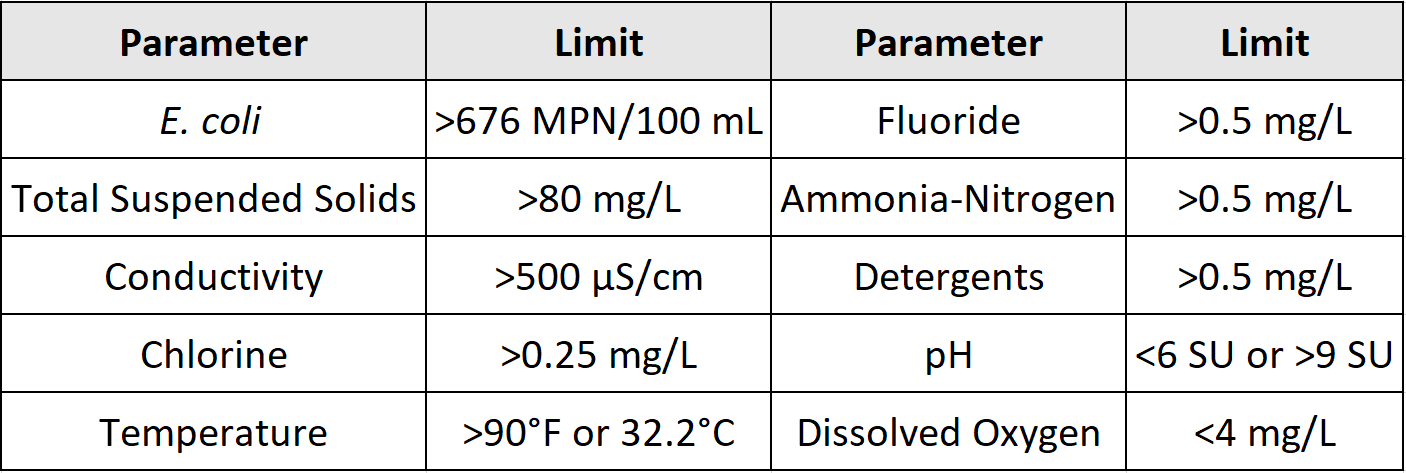 Parameter Limit Parameter Limit
E. coli >676 MPN/100 mL Fluoride >0.5 mg/L
Total Suspended Solids >80 mg/L Ammonia-Nitrogen >0.5 mg/L
Conductivity >500 µS/cm Detergents >0.5 mg/L
Chlorine >0.25 mg/L pH <6 SU or >9 SU
Temperature >90°F or 32.2°C Dissolved Oxygen <4 mg/L